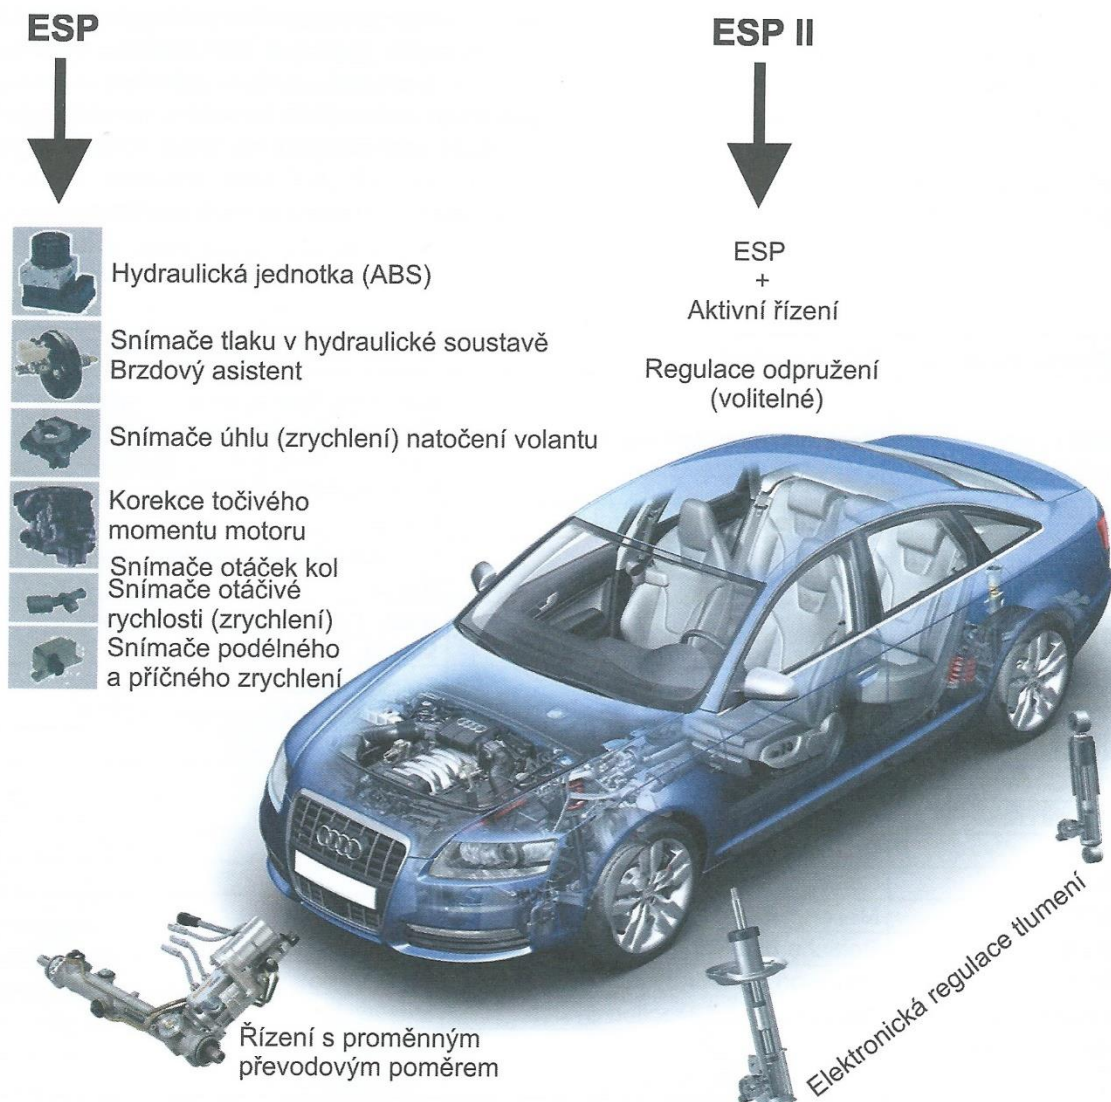 ESP
ESP II
Hydraulická jednotka (ABS)
Snímače tlaku v hydraulické soustavě
Brzdový asistent
Snímače úhlu (zrychlení) natočení volantu
Korekce točivého
momentu motoru
Snímače otáček kol
Snímače otáčivé
rychlosti (zrychlení)
Snímače podélného
a příčného zrychlení
ESP
+
Aktivní řízení
Regulace odpružení
(volitelné)
Řízení s proměnným
převodovým poměrem
Elektronická regulace tlumení